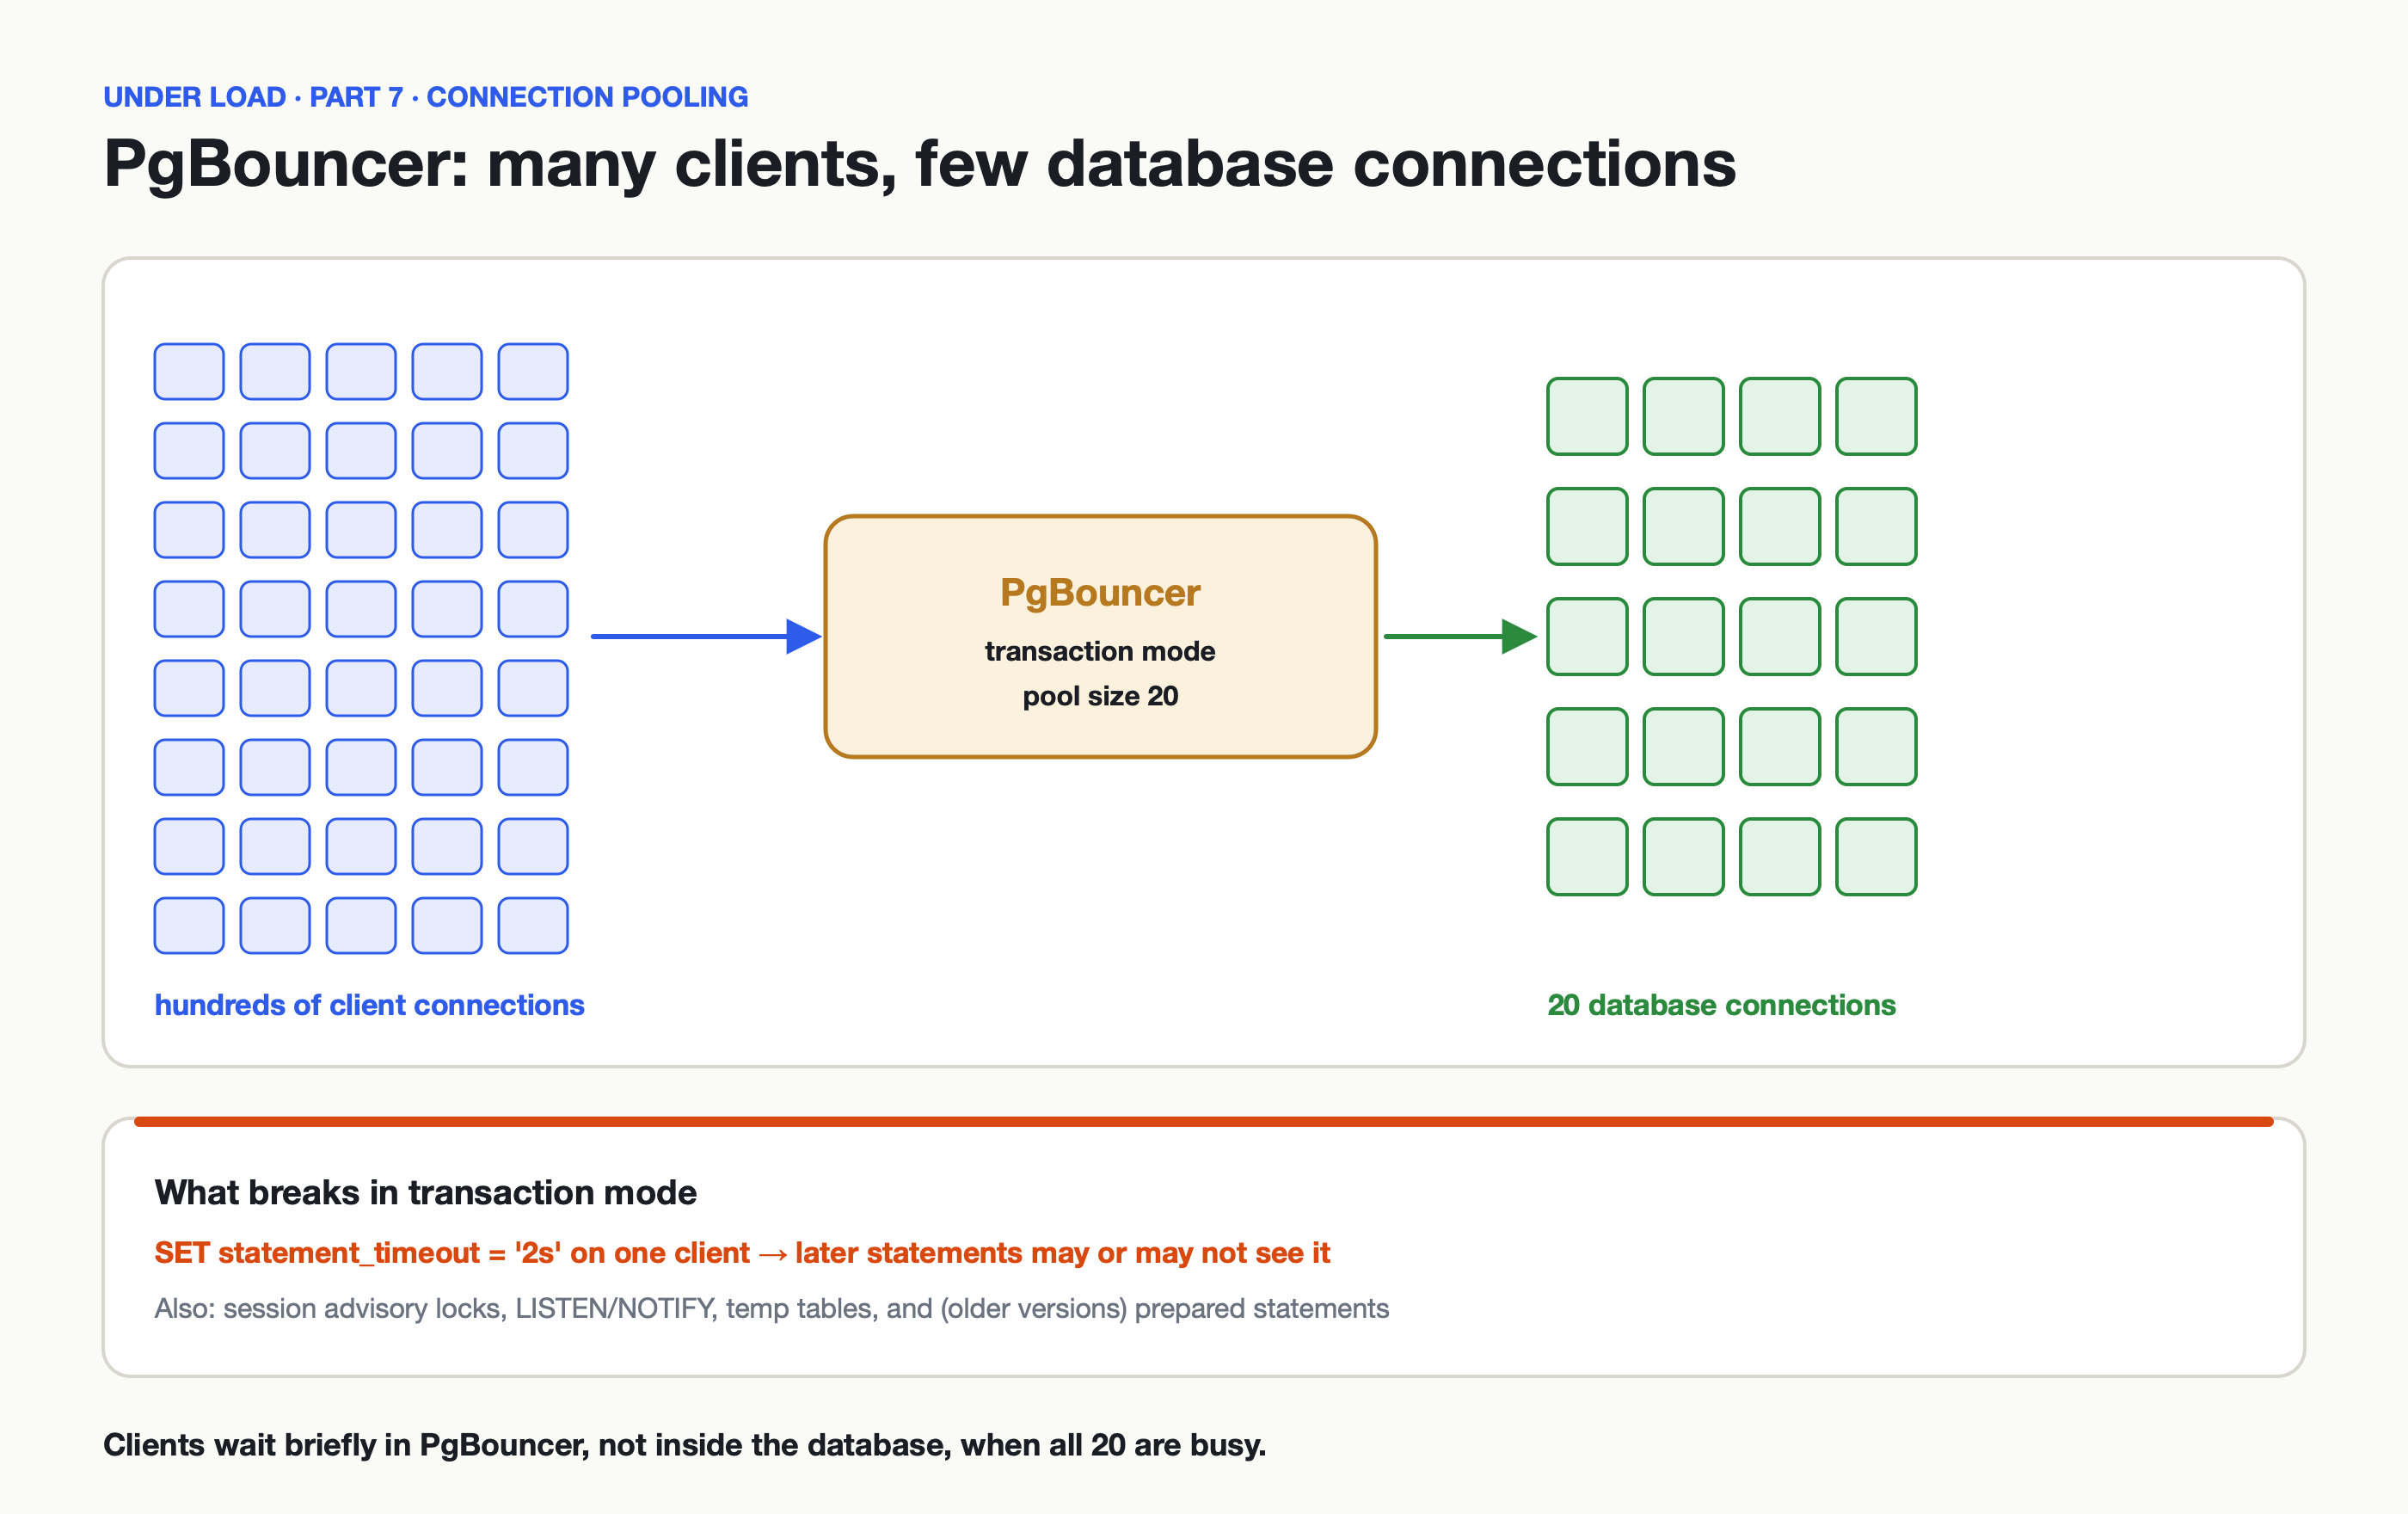 UNDER LOAD · PART 7 · CONNECTION POOLING
PgBouncer: many clients, few database connections
PgBouncer
transaction mode
pool size 20
hundreds of client connections
20 database connections
What breaks in transaction mode
SET statement_timeout = '2s' on one client → later statements may or may not see it
Also: session advisory locks, LISTEN/NOTIFY, temp tables, and (older versions) prepared statements
Clients wait briefly in PgBouncer, not inside the database, when all 20 are busy.